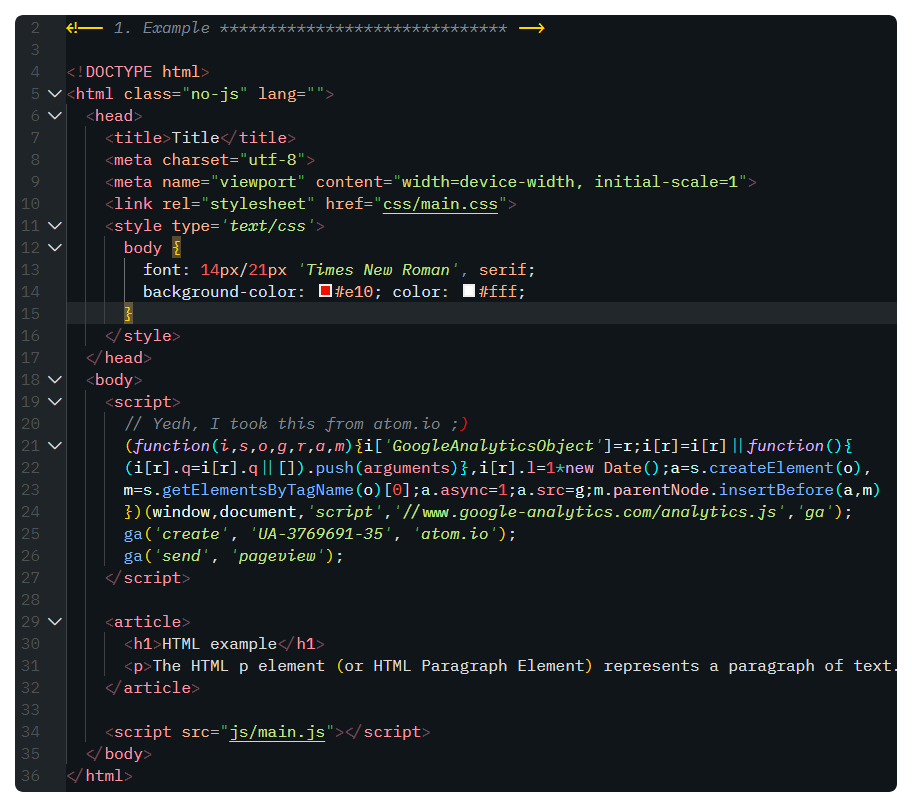 2 <!-- 1. Example ****************************** -->
3
4 <!DOCTYPE html>
5 <html class="no-js" lang="">
6   <head>
7     <title>Title</title>
8     <meta charset="utf-8">
9     <meta name="viewport" content="width=device-width, initial-scale=1">
10     <link rel="stylesheet" href="css/main.css">
11     <style type='text/css'>
12       body {
13         font: 14px/21px 'Times New Roman', serif;
14         background-color: #e10; color: #fff;
15       }
16     </style>
17   </head>
18   <body>
19     <script>
20       // Yeah, I took this from atom.io ;)
21       (function(i,s,o,g,r,a,m){i['GoogleAnalyticsObject']=r;i[r]=i[r]||function(){
22       (i[r].q=i[r].q||[]).push(arguments)},i[r].l=1*new Date();a=s.createElement(o),
23       m=s.getElementsByTagName(o)[0];a.async=1;a.src=g;m.parentNode.insertBefore(a,m)
24       })(window,document,'script','//www.google-analytics.com/analytics.js','ga');
25       ga('create', 'UA-3769691-35', 'atom.io');
26       ga('send', 'pageview');
27     </script>
28
29     <article>
30       <h1>HTML example</h1>
31       <p>The HTML p element (or HTML Paragraph Element) represents a paragraph of text.
32     </article>
33
34     <script src="js/main.js"></script>
35   </body>
36 </html>